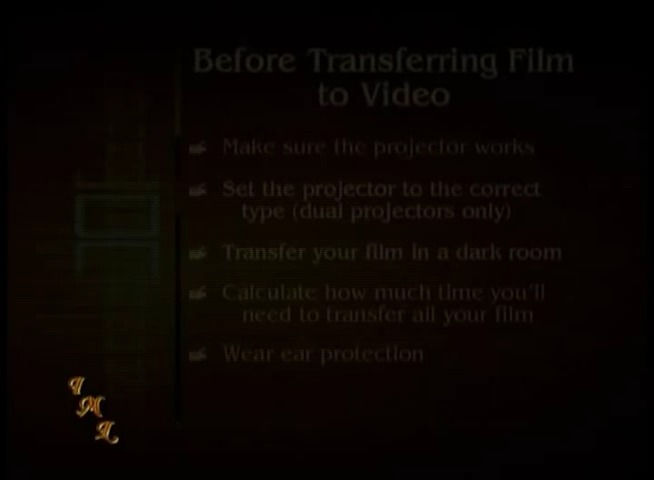 Before Transferring Film
to Video
Make sure the projector works
Set the projector to the correct
type (dual projectors only)
Transfer your film in a dark room
Calculate how much time you'll
need to transfer all your film
Wear ear protection